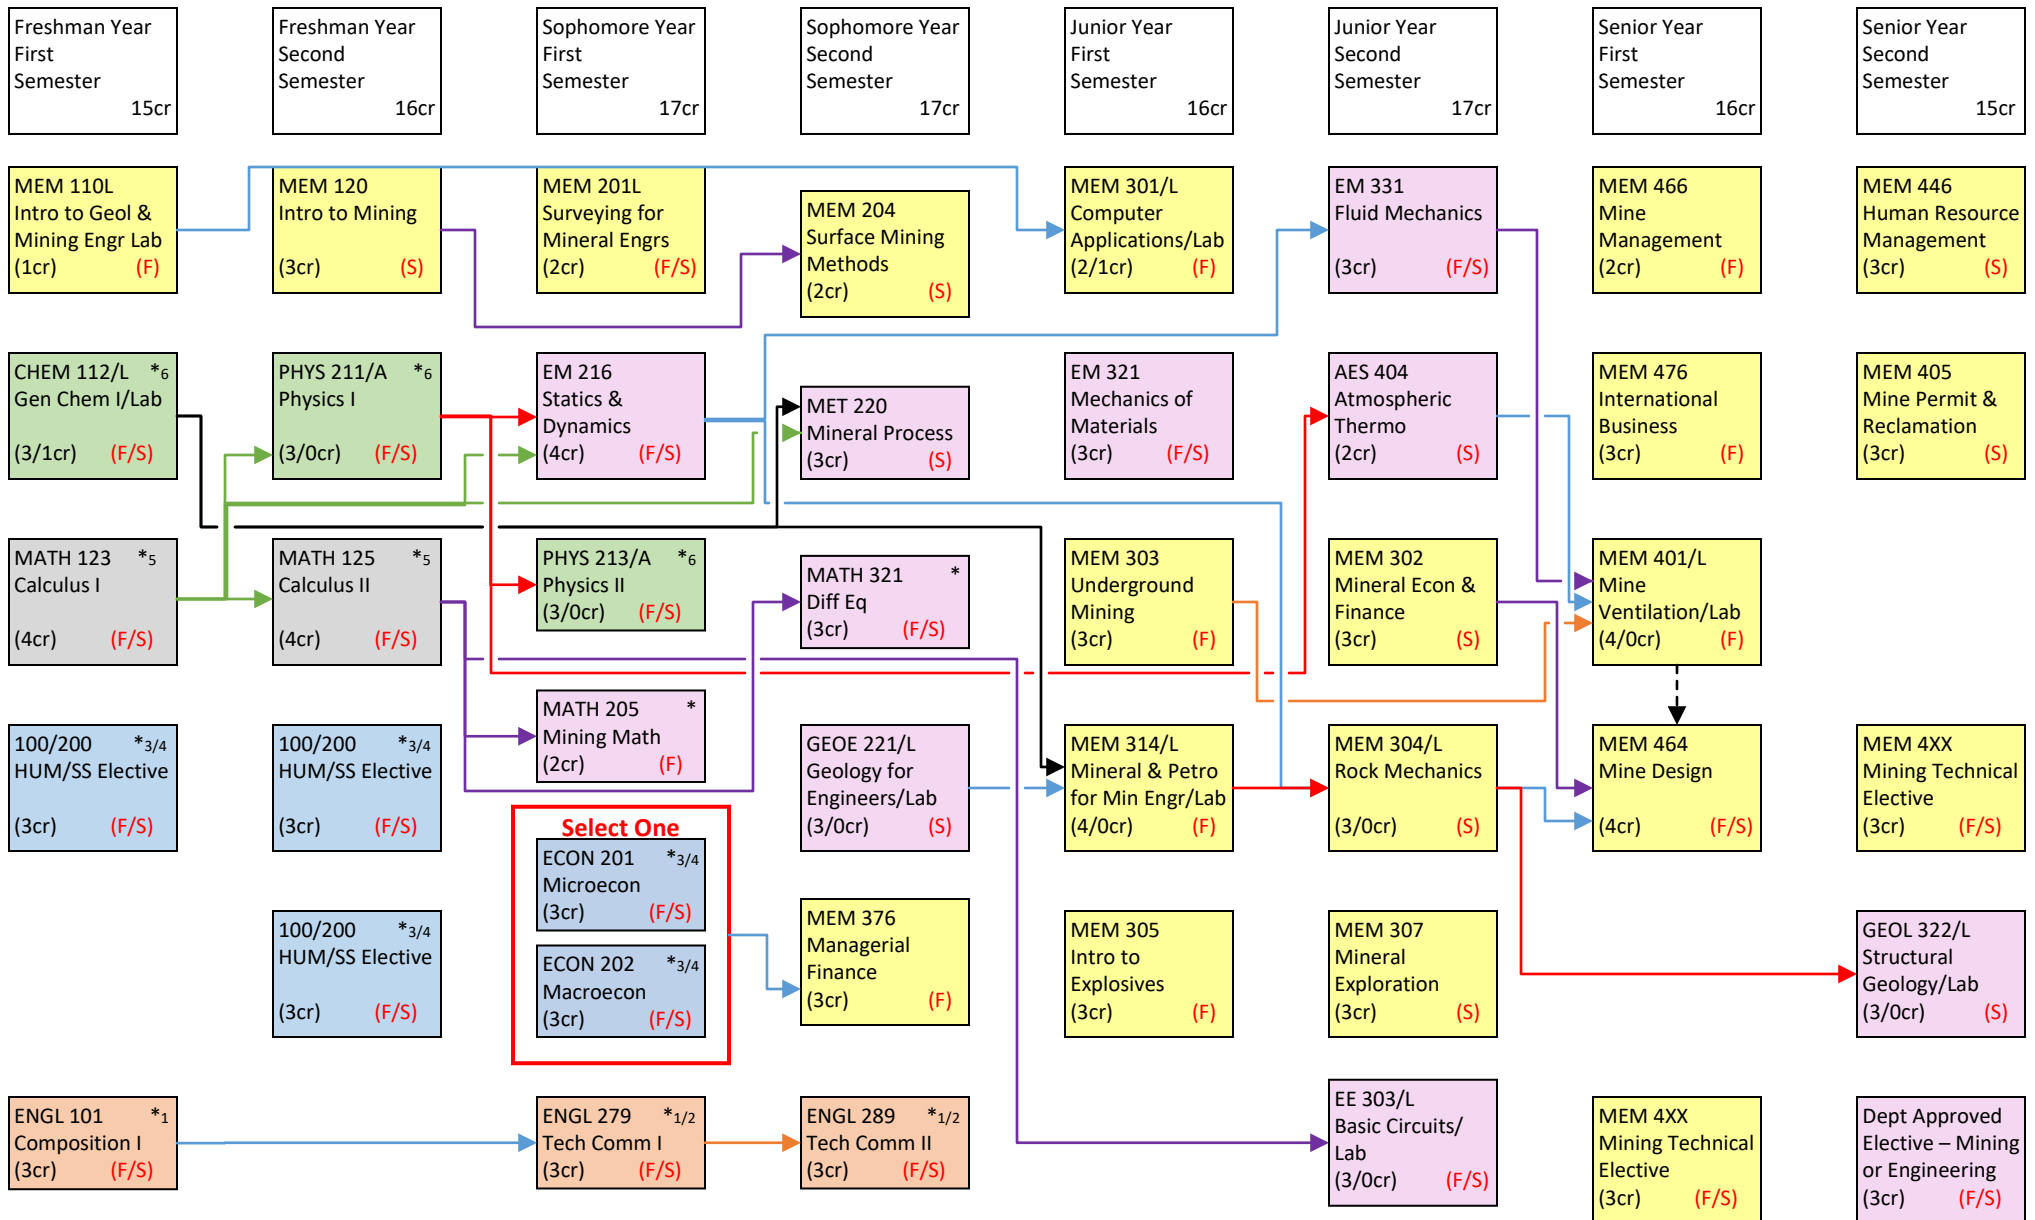 Freshman Year
First
Semester
15cr
Freshman Year
Second
Semester
16cr
Sophomore Year
First
Semester
17cr
Sophomore Year
Second
Semester
17cr
Junior Year
First
Semester
16cr
Junior Year
Second
Semester
17cr
Senior Year
First
Semester
16cr
Senior Year
Second
Semester
15cr
MEM 110L
Intro to Geol &
Mining Engr Lab
(1cr) (F)
MEM 120
Intro to Mining
(3cr) (S)
MEM 201L
Surveying for
Mineral Engrs
(2cr) (F/S)
MEM 204
Surface Mining
Methods
(2cr) (S)
MEM 301/L
Computer
Applications/Lab
(2/1cr) (F)
EM 331
Fluid Mechanics
(3cr) (F/S)
MEM 466
Mine
Management
(2cr) (F)
MEM 446
Human Resource
Management
(3cr) (S)
CHEM 112/L *6
Gen Chem I/Lab
(3/1cr) (F/S)
PHYS 211/A *6
Physics I
(3/0cr) (F/S)
EM 216
Statics &
Dynamics
(4cr) (F/S)
MET 220
Mineral Process
(3cr) (S)
EM 321
Mechanics of
Materials
(3cr) (F/S)
AES 404
Atmospheric
Thermo
(2cr) (S)
MEM 476
International
Business
(3cr) (F)
MEM 405
Mine Permit &
Reclamation
(3cr) (S)
MATH 123 *5
Calculus I
(4cr) (F/S)
MATH 125 *5
Calculus II
(4cr) (F/S)
PHYS 213/A *6
Physics II
(3/0cr) (F/S)
MATH 321 *
Diff Eq
(3cr) (F/S)
MEM 303
Underground
Mining
(3cr) (F)
MEM 302
Mineral Econ &
Finance
(3cr) (S)
MEM 401/L
Mine
Ventilation/Lab
(4/0cr) (F)
100/200 *3/4
HUM/SS Elective
(3cr) (F/S)
100/200 *3/4
HUM/SS Elective
(3cr) (F/S)
MATH 205 *
Mining Math
(2cr) (F)
GEOE 221/L
Geology for
Engineers/Lab
(3/0cr) (S)
MEM 314/L
Mineral & Petro
for Min Engr/Lab
(4/0cr) (F)
MEM 304/L
Rock Mechanics
(3/0cr) (S)
MEM 464
Mine Design
(4cr) (F/S)
MEM 4XX
Mining Technical
Elective
(3cr) (F/S)
100/200 *3/4
HUM/SS Elective
(3cr) (F/S)
Select One
ECON 201 *3/4
Microecon
(3cr) (F/S)
ECON 202 *3/4
Macroecon
(3cr) (F/S)
MEM 376
Managerial
Finance
(3cr) (F)
MEM 305
Intro to
Explosives
(3cr) (F)
MEM 307
Mineral
Exploration
(3cr) (S)
GEOL 322/L
Structural
Geology/Lab
(3/0cr) (S)
ENGL 101 *1
Composition I
(3cr) (F/S)
ENGL 279 *1/2
Tech Comm I
(3cr) (F/S)
ENGL 289 *1/2
Tech Comm II
(3cr) (F/S)
EE 303/L
Basic Circuits/
Lab
(3/0cr) (F/S)
MEM 4XX
Mining Technical
Elective
(3cr) (F/S)
Dept Approved
Elective – Mining
or Engineering
(3cr) (F/S)